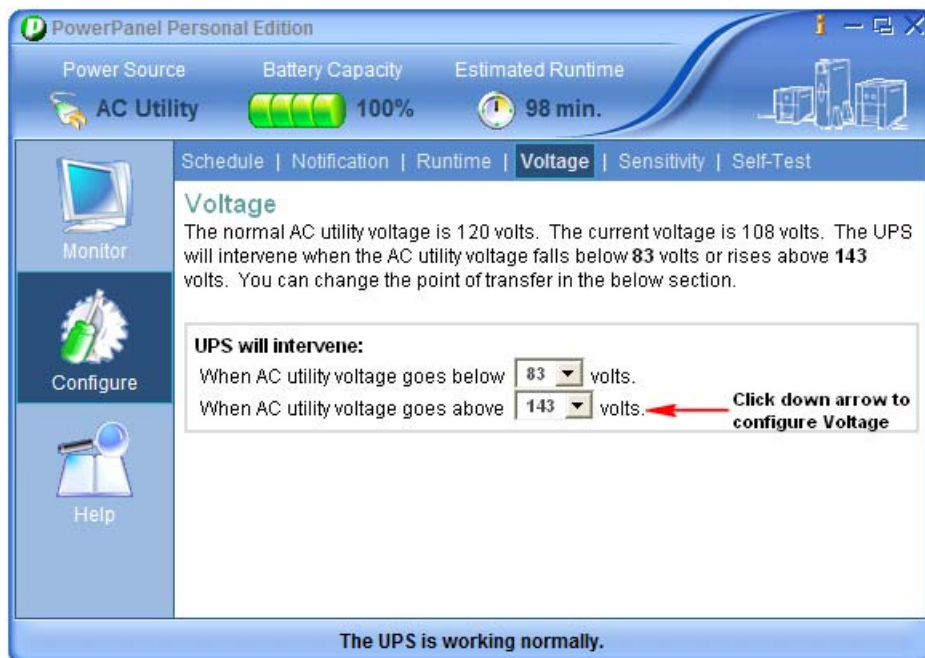 PowerPanel Personal Edition
Power Source Battery Capacity Estimated Runtime
AC Utility 100% 98 min.
Schedule | Notification | Runtime | Voltage | Sensitivity | Self-Test
Monitor
Configure
Help
Voltage
The normal AC utility voltage is 120 volts. The current voltage is 108 volts. The UPS
will intervene when the AC utility voltage falls below 83 volts or rises above 143
volts. You can change the point of transfer in the below section.
UPS will intervene:
When AC utility voltage goes below 83 volts.
When AC utility voltage goes above 143 volts.
Click down arrow to
configure Voltage
The UPS is working normally.